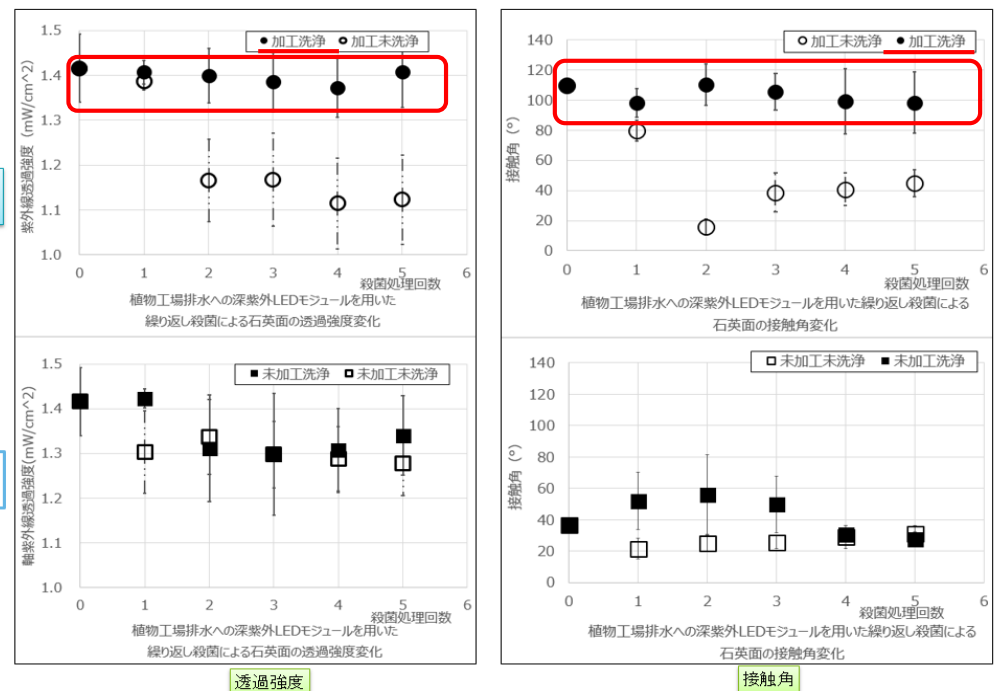 1.5
1.4
1.3
1.2
1.1
1.0
紫外線透過強度 (mW/cm^2)
●加工洗浄 ○加工未洗浄
0 1 2 3 4 5 6
殺菌処理回数
植物工場排水への深紫外LEDモジュールを用いた
繰り返し殺菌による石英面の透過強度変化
140
120
100
80
60
40
20
0
接触角 (°)
○加工未洗浄 ●加工洗浄
0 1 2 3 4 5 6
殺菌処理回数
植物工場排水への深紫外LEDモジュールを用いた繰り返し殺菌による
石英面の接触角変化
1.5
1.4
1.3
1.2
1.1
1.0
軸紫外線透過強度(mW/cm^2)
■未加工洗浄 □未加工未洗浄
0 1 2 3 4 5 6
殺菌処理回数
植物工場排水への深紫外LEDモジュールを用いた
繰り返し殺菌による石英面の透過強度変化
140
120
100
80
60
40
20
0
接触角 (°)
□未加工未洗浄 ■未加工洗浄
0 1 2 3 4 5 6
殺菌処理回数
植物工場排水への深紫外LEDモジュールを用いた繰り返し殺菌による
石英面の接触角変化
透過強度
接触角